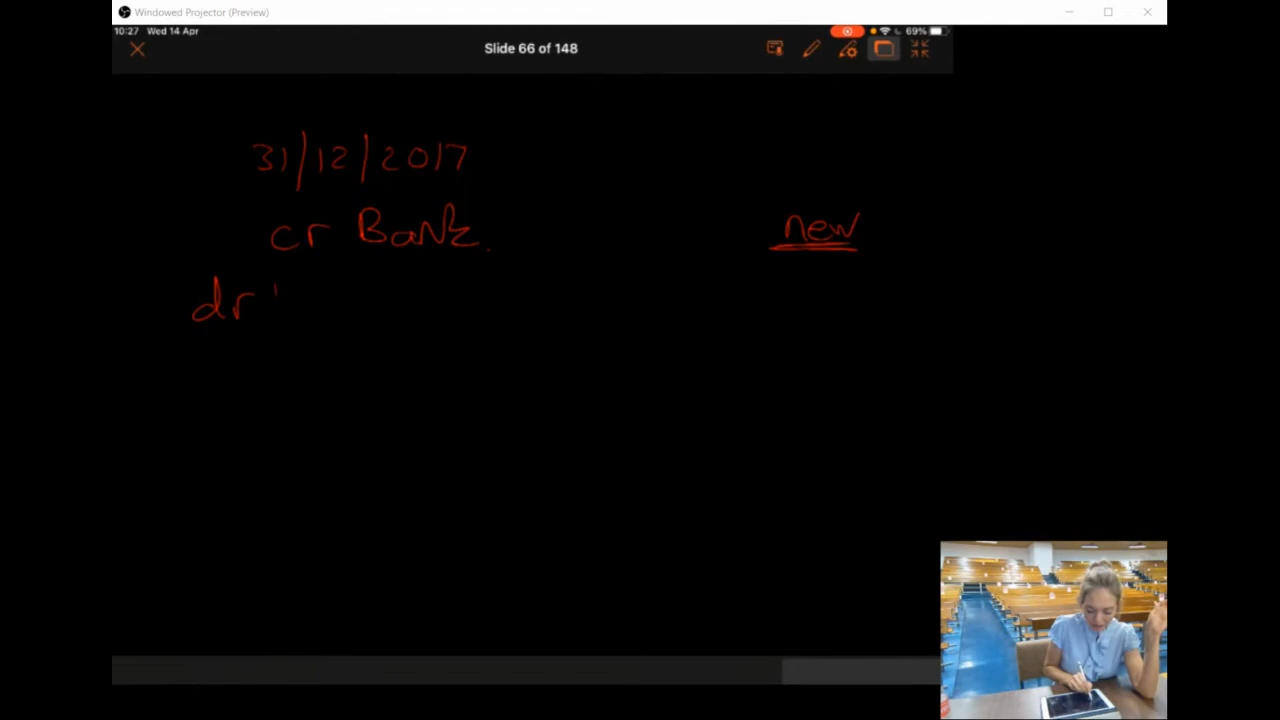 Windowed Projector (Preview)
10:27 Wed 14 Apr
69%
Slide 66 of 148
31/12/2017
cr Bank.
new
dr